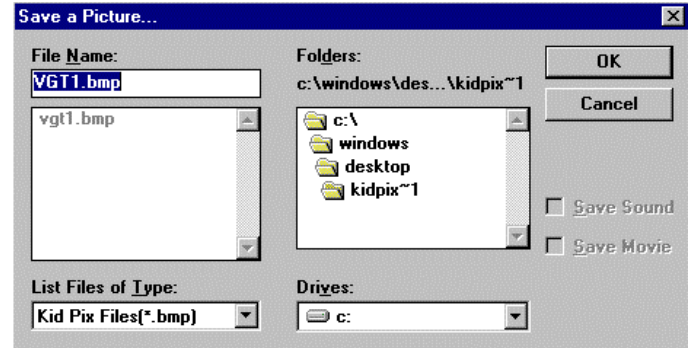 Save a Picture...
File Name:
VGT1.bmp
vgt1.bmp
List Files of Type:
Kid Pix Files(*.bmp)
Folders:
c:\windows\des...\kidpix~1
c:\
windows
desktop
kidpix~1
Drives:
c:
OK
Cancel
Save Sound
Save Movie